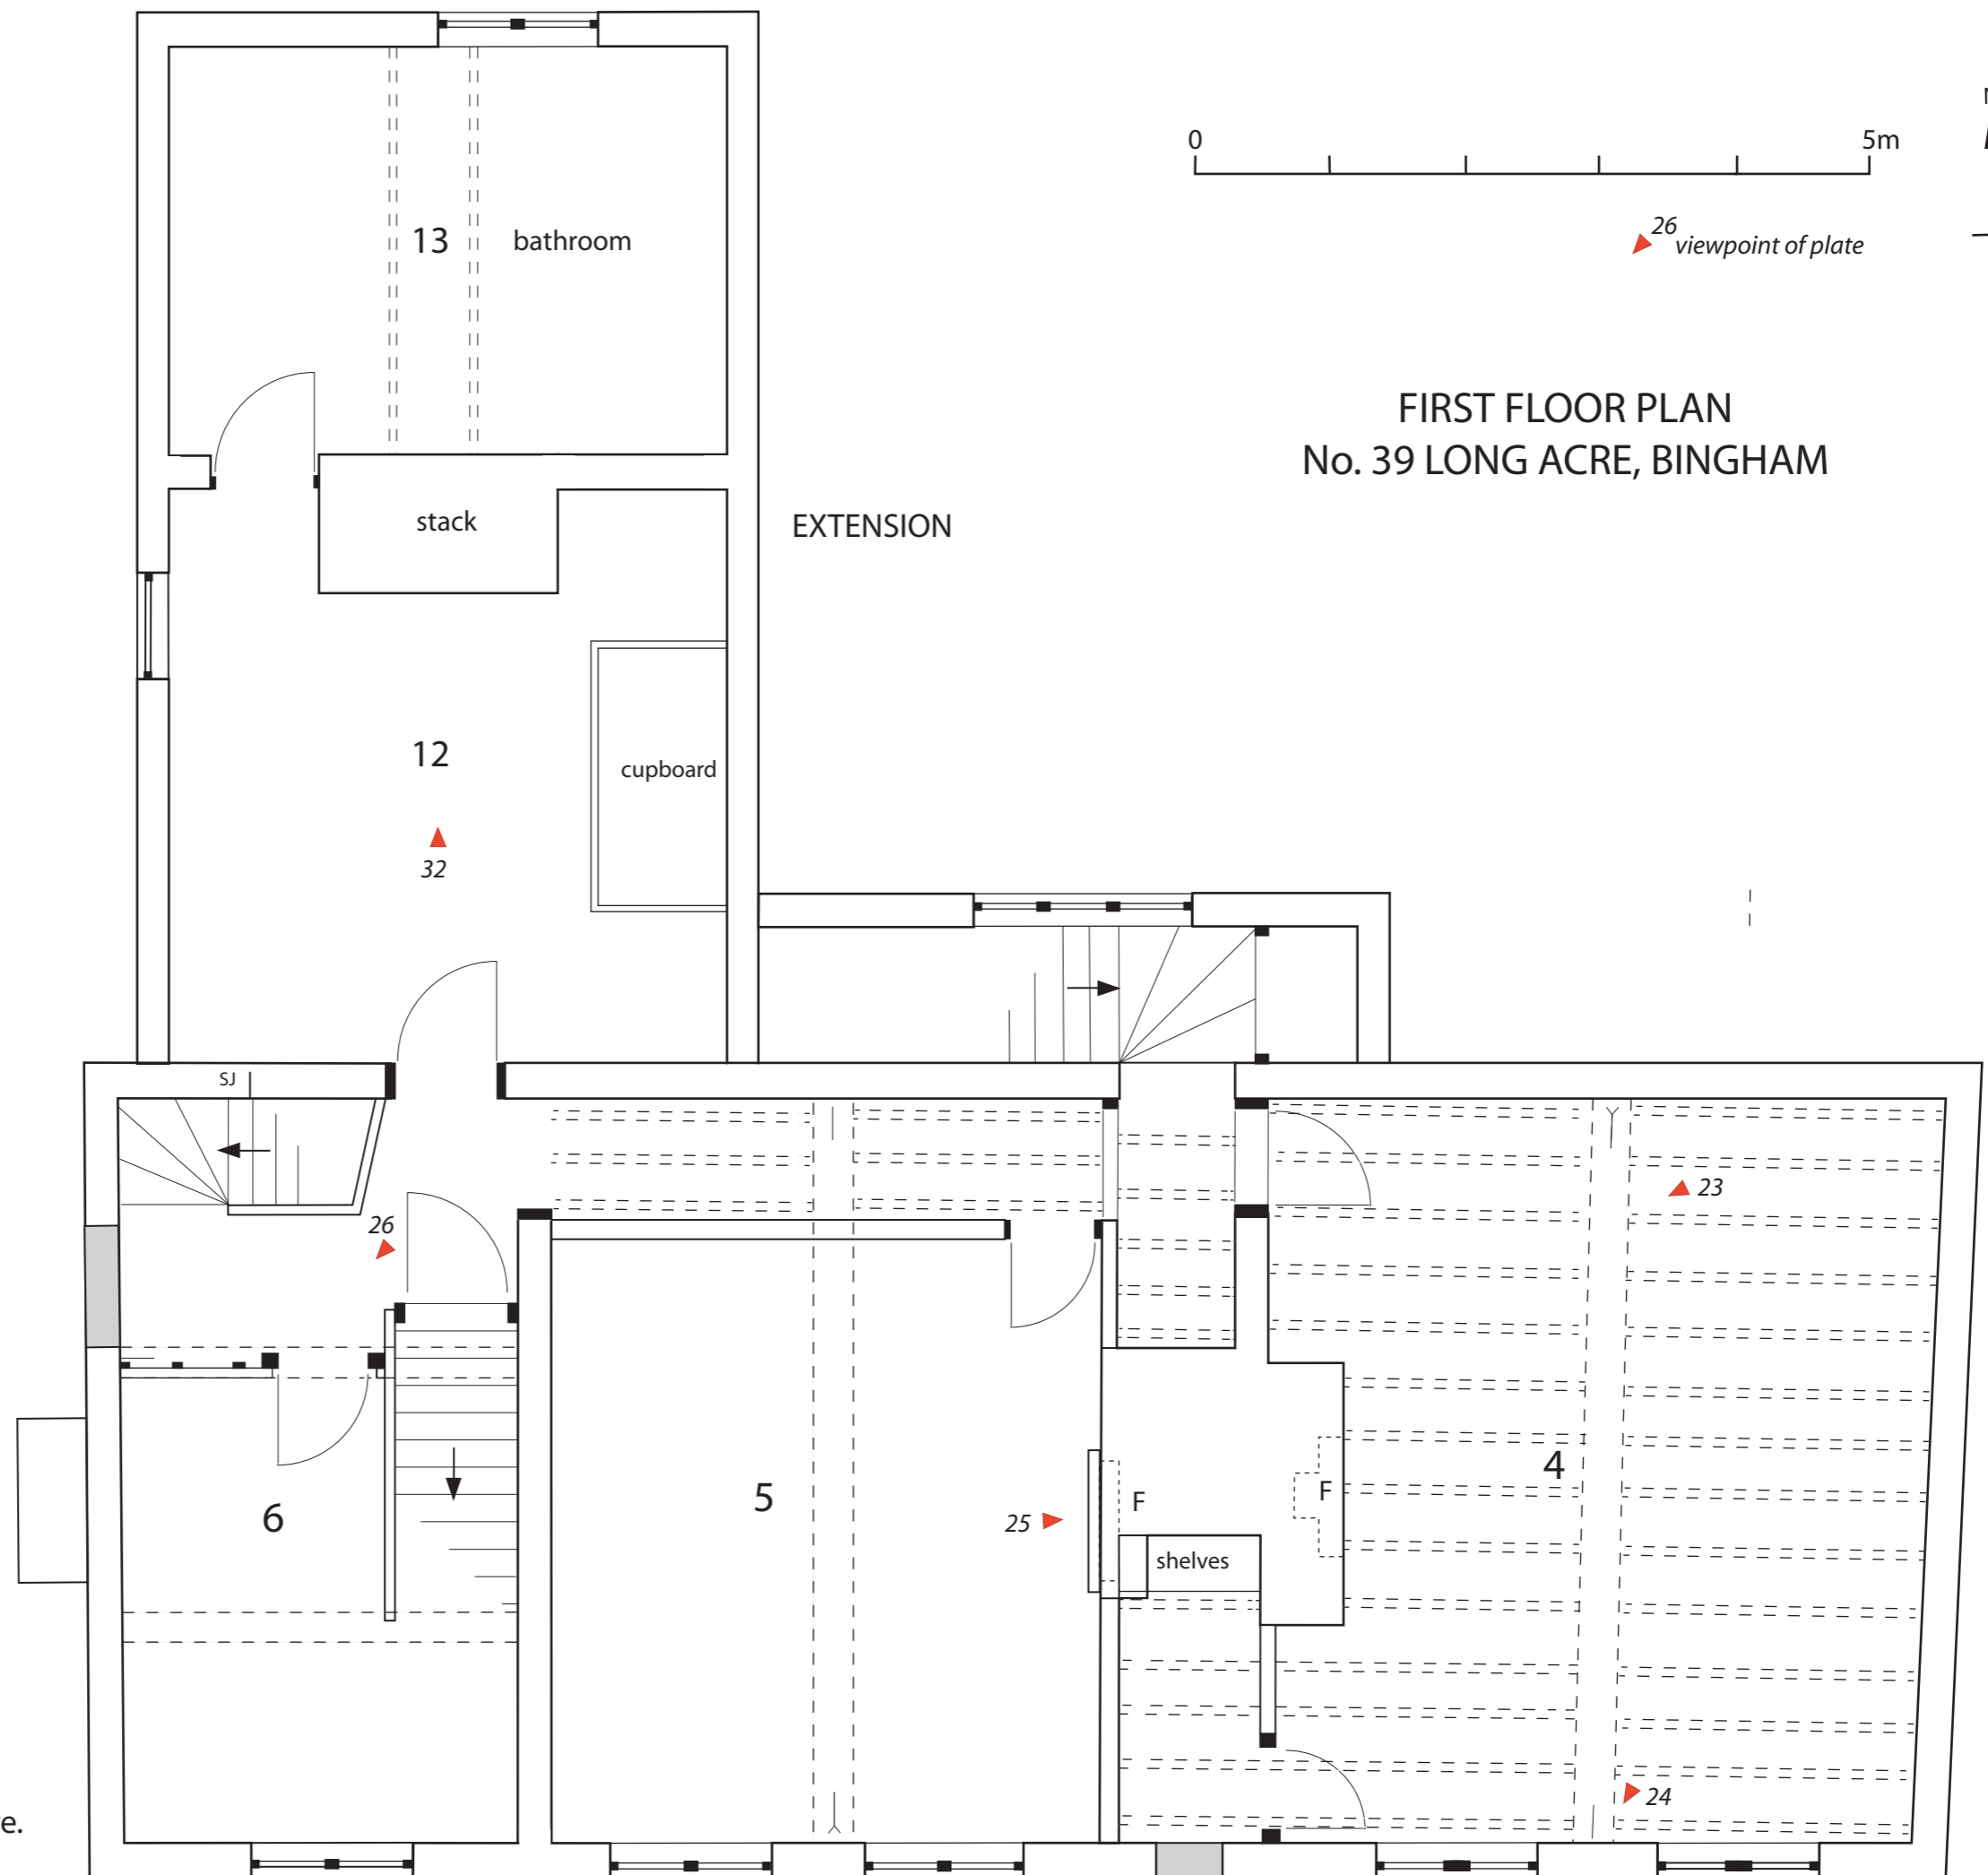 0 5m
26
viewpoint of plate
13 bathroom
FIRST FLOOR PLAN
No. 39 LONG ACRE, BINGHAM
stack
EXTENSION
12
cupboard
32
SJ
26
23
4
5
6
25
F
F
shelves
24